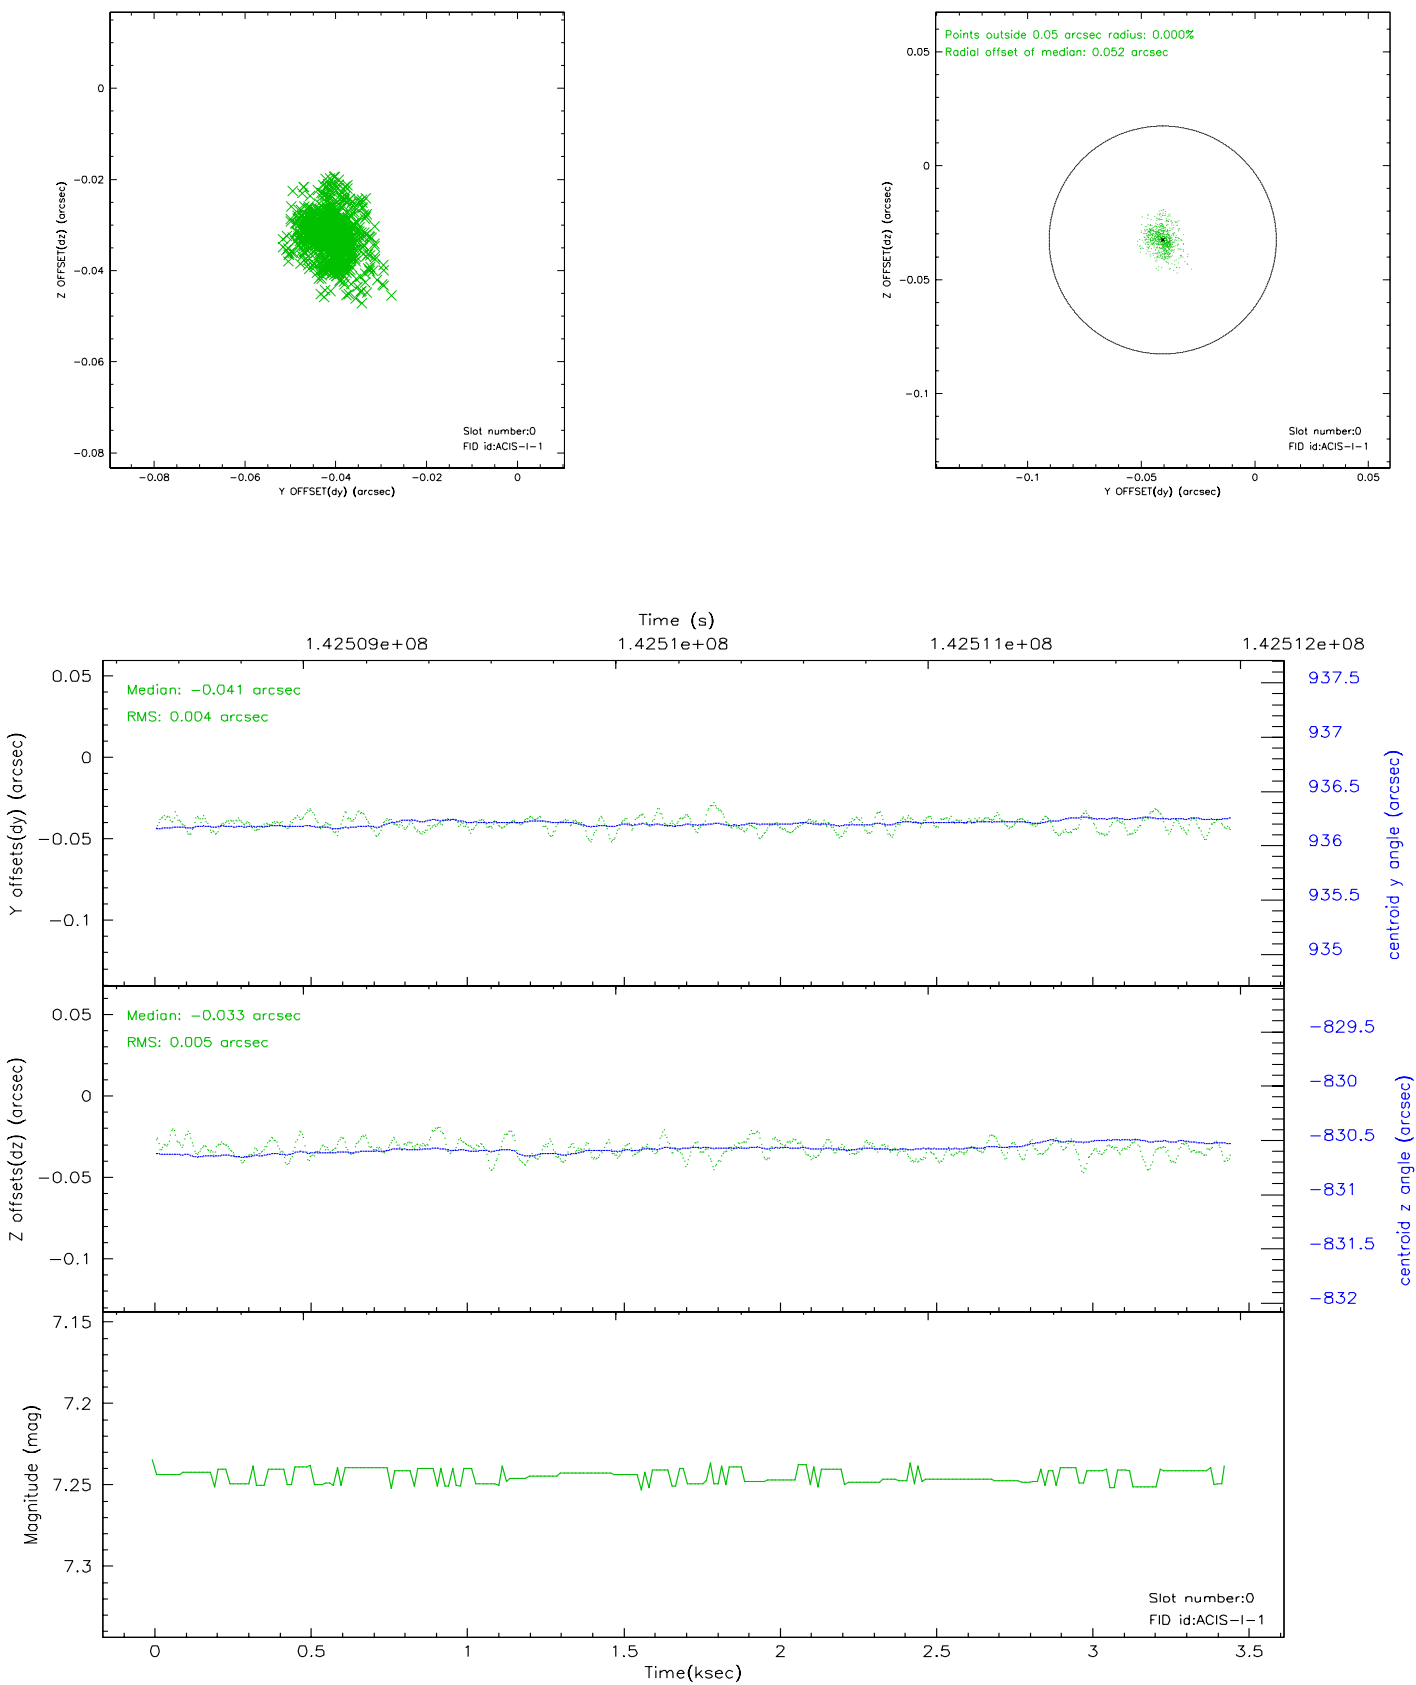 0
−0.02
−0.04
−0.06
−0.08
Z OFFSET(dz) (arcsec)
Slot number:0
FID id:ACIS−I−1
−0.08 −0.06 −0.04 −0.02 0
Y OFFSET(dy) (arcsec)
Points outside 0.05 arcsec radius: 0.000%
Radial offset of median: 0.052 arcsec
0.05
0
−0.05
−0.1
Z OFFSET(dz) (arcsec)
Slot number:0
FID id:ACIS−I−1
−0.1 −0.05 0 0.05
Y OFFSET(dy) (arcsec)
Time (s)
1.42509e+08 1.4251e+08 1.42511e+08 1.42512e+08
Median: −0.041 arcsec
RMS: 0.004 arcsec
0.05
0
−0.05
−0.1
Y offsets(dy) (arcsec)
937.5
937
936.5
936
935.5
935
centroid y angle (arcsec)
Median: −0.033 arcsec
RMS: 0.005 arcsec
0.05
0
−0.05
−0.1
Z offsets(dz) (arcsec)
−829.5
−830
−830.5
−831
−831.5
−832
centroid z angle (arcsec)
7.15
7.2
7.25
7.3
Magnitude (mag)
Slot number:0
FID id:ACIS−I−1
0 0.5 1 1.5 2 2.5 3 3.5
Time(ksec)